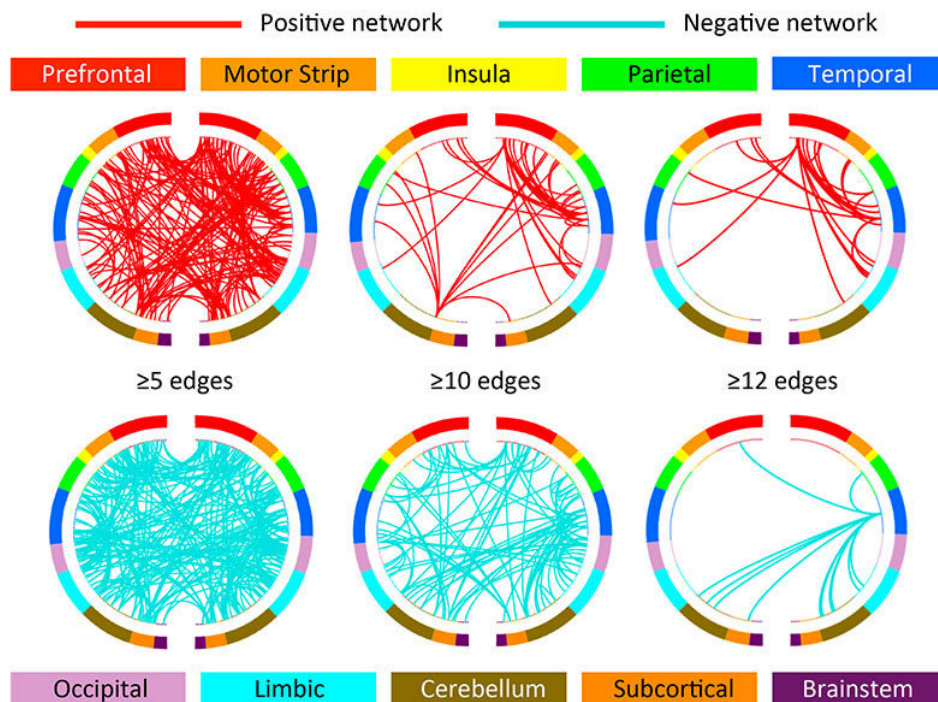 Positive network Negative network
Prefrontal Motor Strip Insula Parietal Temporal
≥5 edges ≥10 edges ≥12 edges
Occipital Limbic Cerebellum Subcortical Brainstem